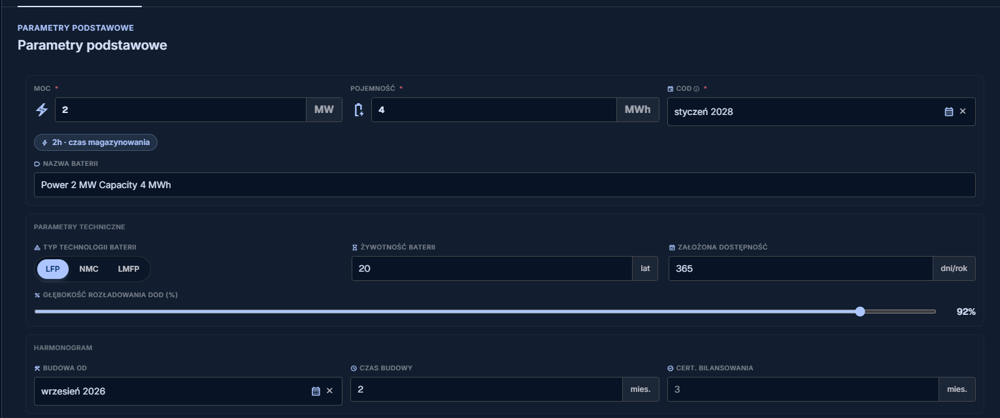 PARAMETRY PODSTAWOWE
Parametry podstawowe
MOC *
POJEMNOŚĆ *
COD *
2 MW
4 MWh
styczeń 2028
2h · czas magazynowania
NAZWA BATERII
Power 2 MW Capacity 4 MWh
PARAMETRY TECHNICZNE
TYP TECHNOLOGII BATERII
ŻYWOTNOŚĆ BATERII
ZAŁOŻONA DOSTĘPNOŚĆ
LFP NMC LMFP
20 lat
365 dni/rok
GŁĘBOKOŚĆ ROZŁADOWANIA DOD (%)
92%
HARMONOGRAM
BUDOWA OD
CZAS BUDOWY
CERT. BILANSOWANIA
wrzesień 2026
2 mies.
3 mies.